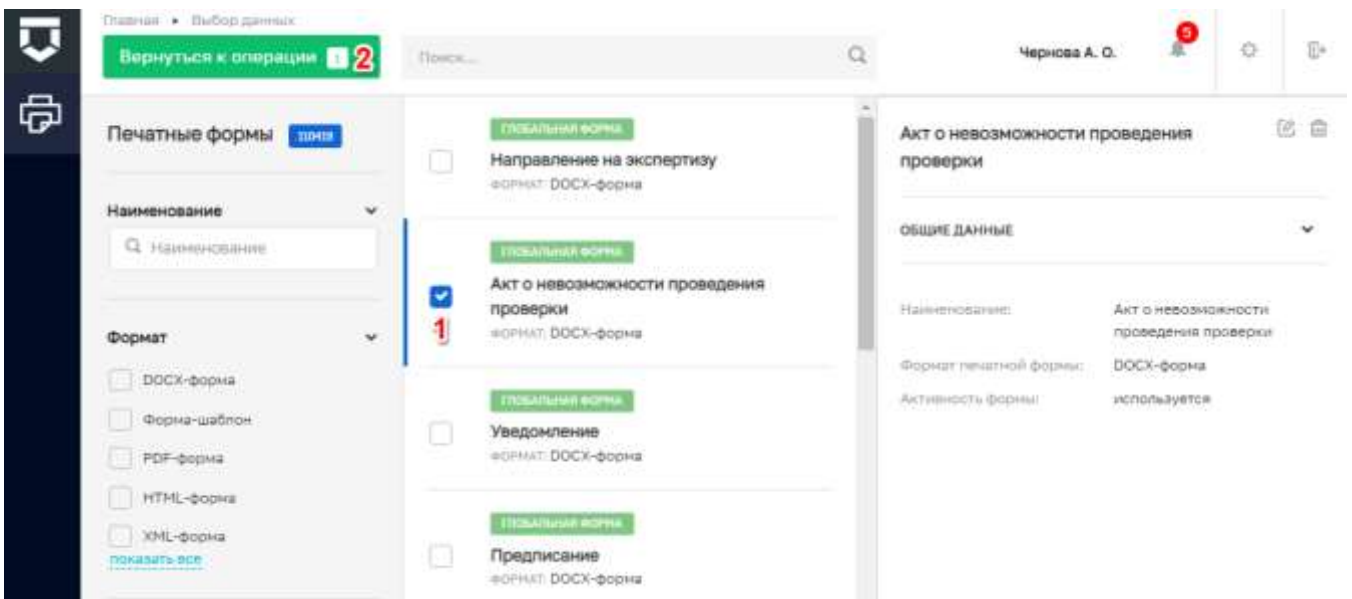 Главная ▸ Выбор данных
Вернуться к операции 1 2
Поиск...
Чернова А. О.
5
Печатные формы
Наименование
Наименование
Формат
DOCX-форма
Форма-шаблон
PDF-форма
HTML-форма
XML-форма
показать все
ГЛОБАЛЬНАЯ ФОРМА
Направление на экспертизу
ФОРМАТ: DOCX-форма
ГЛОБАЛЬНАЯ ФОРМА
Акт о невозможности проведения
проверки
1
ФОРМАТ: DOCX-форма
ГЛОБАЛЬНАЯ ФОРМА
Уведомление
ФОРМАТ: DOCX-форма
ГЛОБАЛЬНАЯ ФОРМА
Предписание
ФОРМАТ: DOCX-форма
Акт о невозможности проведения
проверки
ОБЩИЕ ДАННЫЕ
Наименование: Акт о невозможности
проведения проверки
Формат печатной формы: DOCX-форма
Активность формы: используется